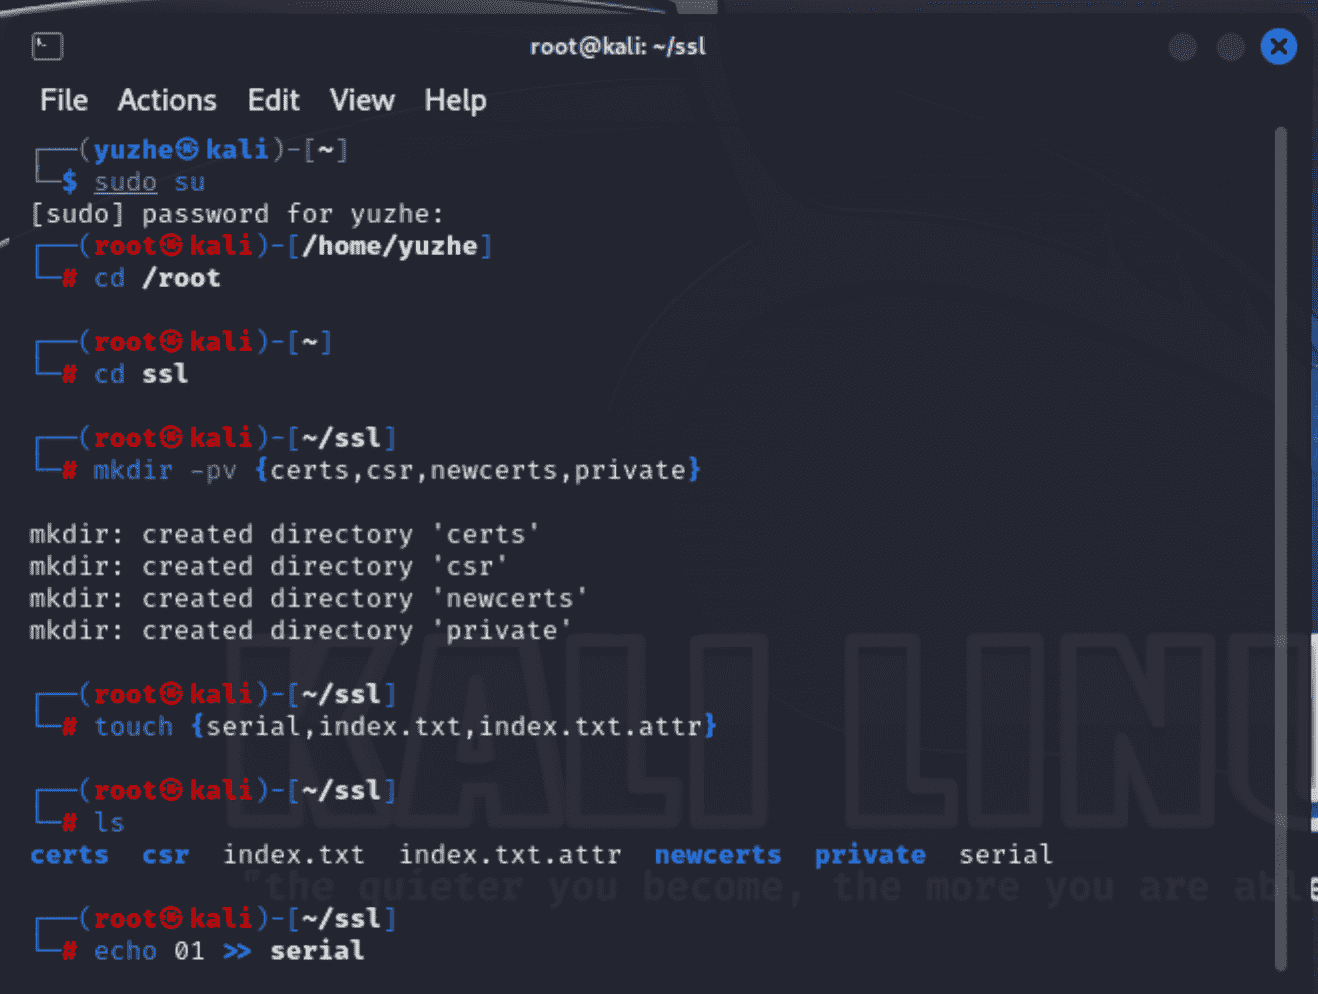 root@kali: ~/ssl
File Actions Edit View Help
┌──(yuzhe㉿kali)-[~]
└─$ sudo su
[sudo] password for yuzhe:
┌──(root㉿kali)-[/home/yuzhe]
└─# cd /root
┌──(root㉿kali)-[~]
└─# cd ssl
┌──(root㉿kali)-[~/ssl]
└─# mkdir -pv {certs,csr,newcerts,private}
mkdir: created directory 'certs'
mkdir: created directory 'csr'
mkdir: created directory 'newcerts'
mkdir: created directory 'private'
┌──(root㉿kali)-[~/ssl]
└─# touch {serial,index.txt,index.txt.attr}
┌──(root㉿kali)-[~/ssl]
└─# ls
certs csr index.txt index.txt.attr newcerts private serial
┌──(root㉿kali)-[~/ssl]
└─# echo 01 >> serial
KALI LINU
"the quieter you become, the more you are able